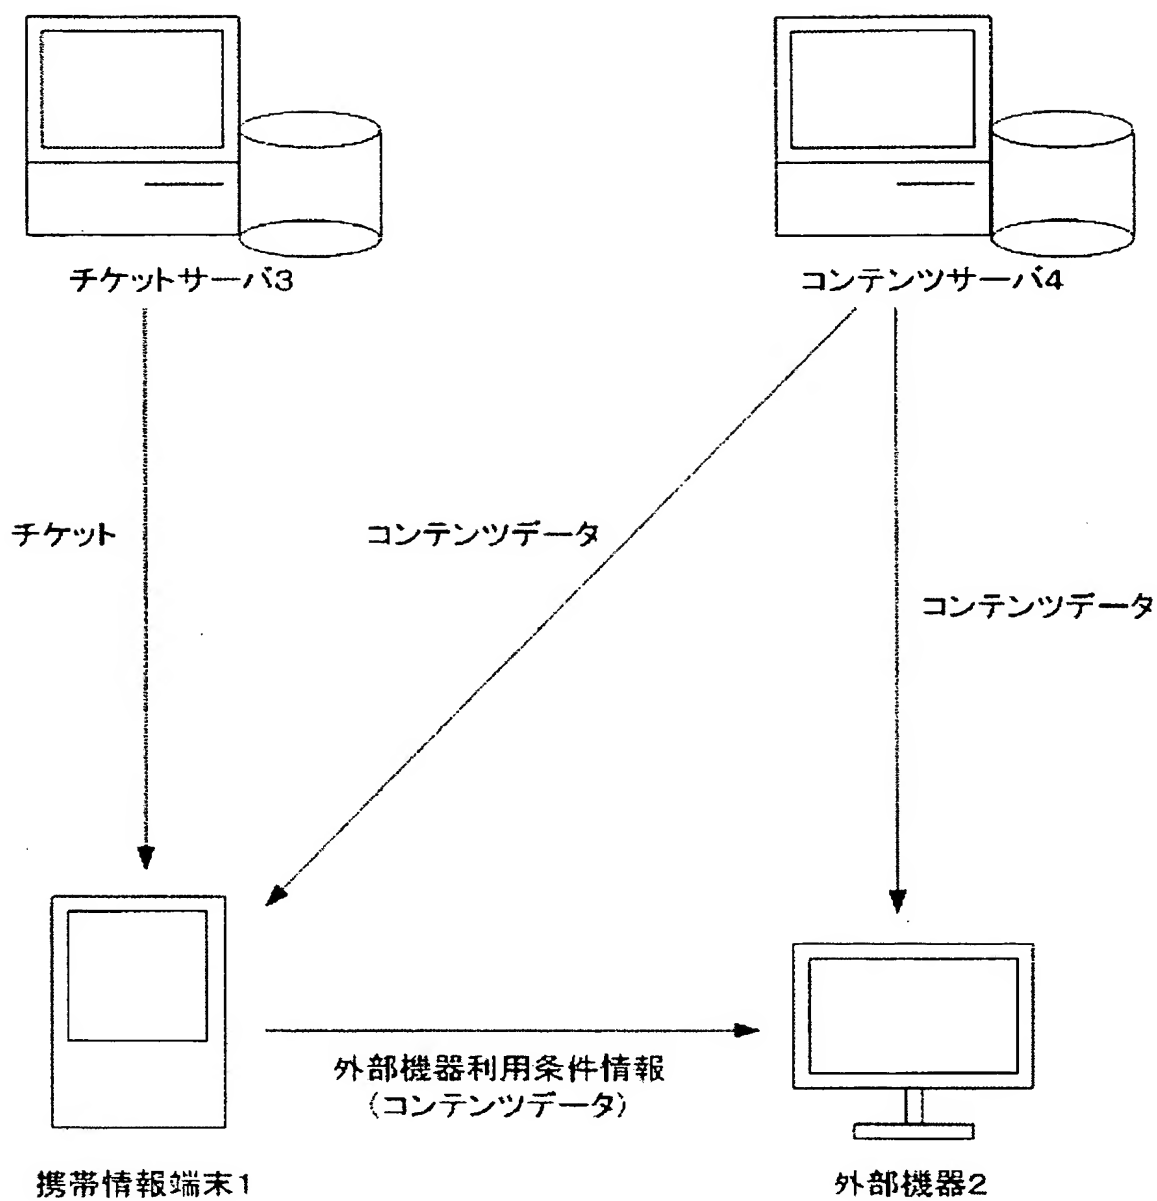 チケットサーバ3
コンテンツサーバ4
チケット
コンテンツデータ
コンテンツデータ
外部機器利用条件情報
(コンテンツデータ)
携帯情報端末1
外部機器2